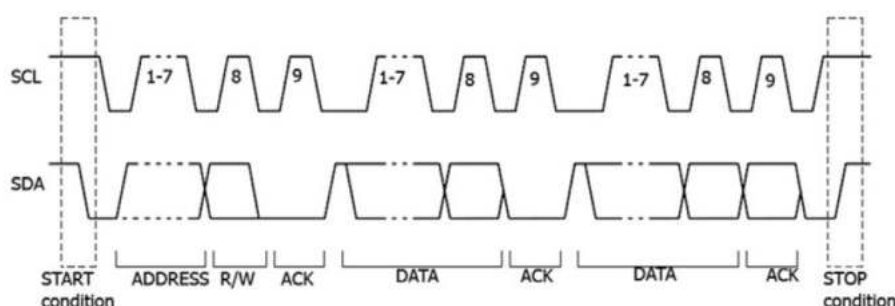 SCL 1-7 8 9 1-7 8 9 1-7 8 9
SDA
START condition ADDRESS R/W ACK DATA ACK DATA ACK STOP condition